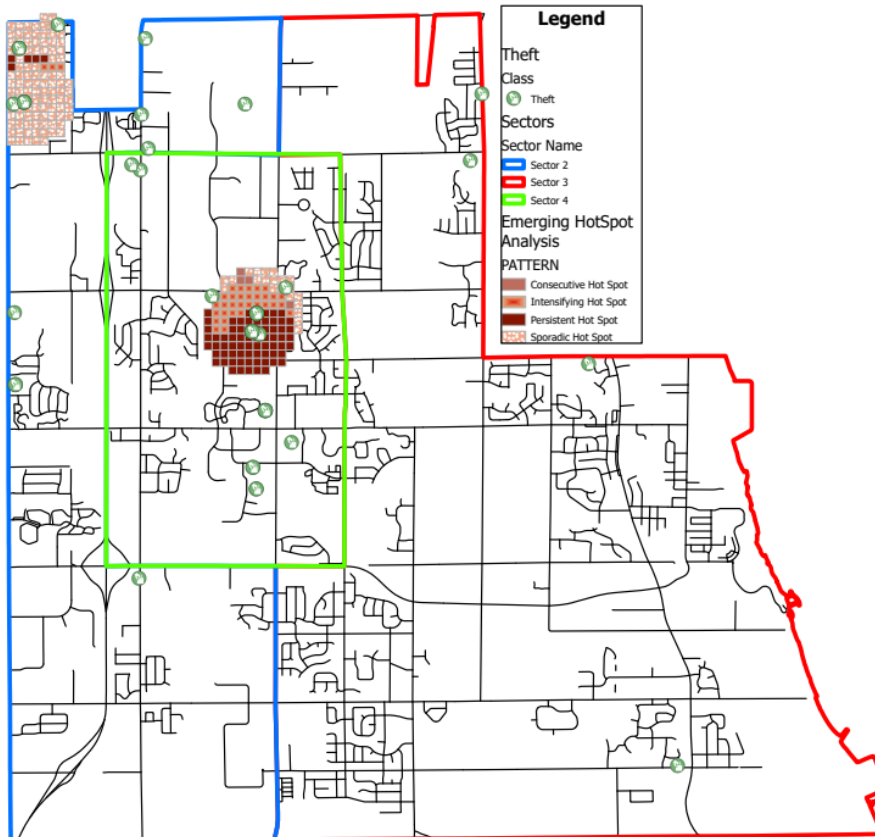 Legend
Theft
Class
Theft
Sectors
Sector Name
Sector 2
Sector 3
Sector 4
Emerging HotSpot
Analysis
PATTERN
Consecutive Hot Spot
Intensifying Hot Spot
Persistent Hot Spot
Sporadic Hot Spot